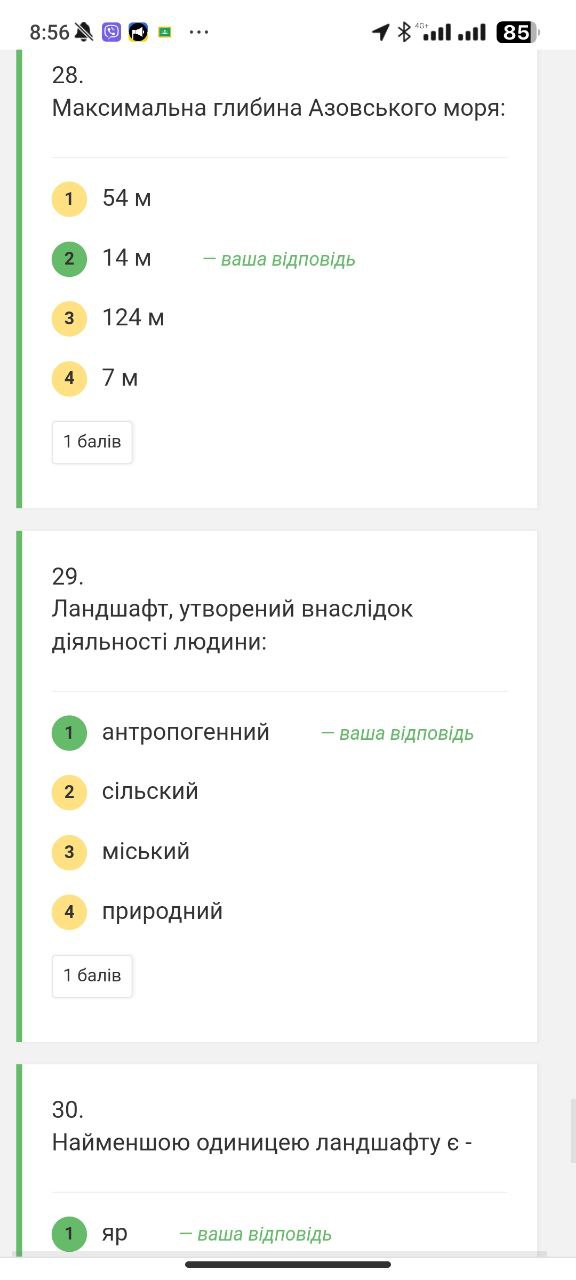 8:56 ... 4G+ 85
28.
Максимальна глибина Азовського моря:
1 54 м
2 14 м — ваша відповідь
3 124 м
4 7 м
1 балів
29.
Ландшафт, утворений внаслідок
діяльності людини:
1 антропогенний — ваша відповідь
2 сільский
3 міський
4 природний
1 балів
30.
Найменшою одиницею ландшафту є -
1 яр — ваша відповідь